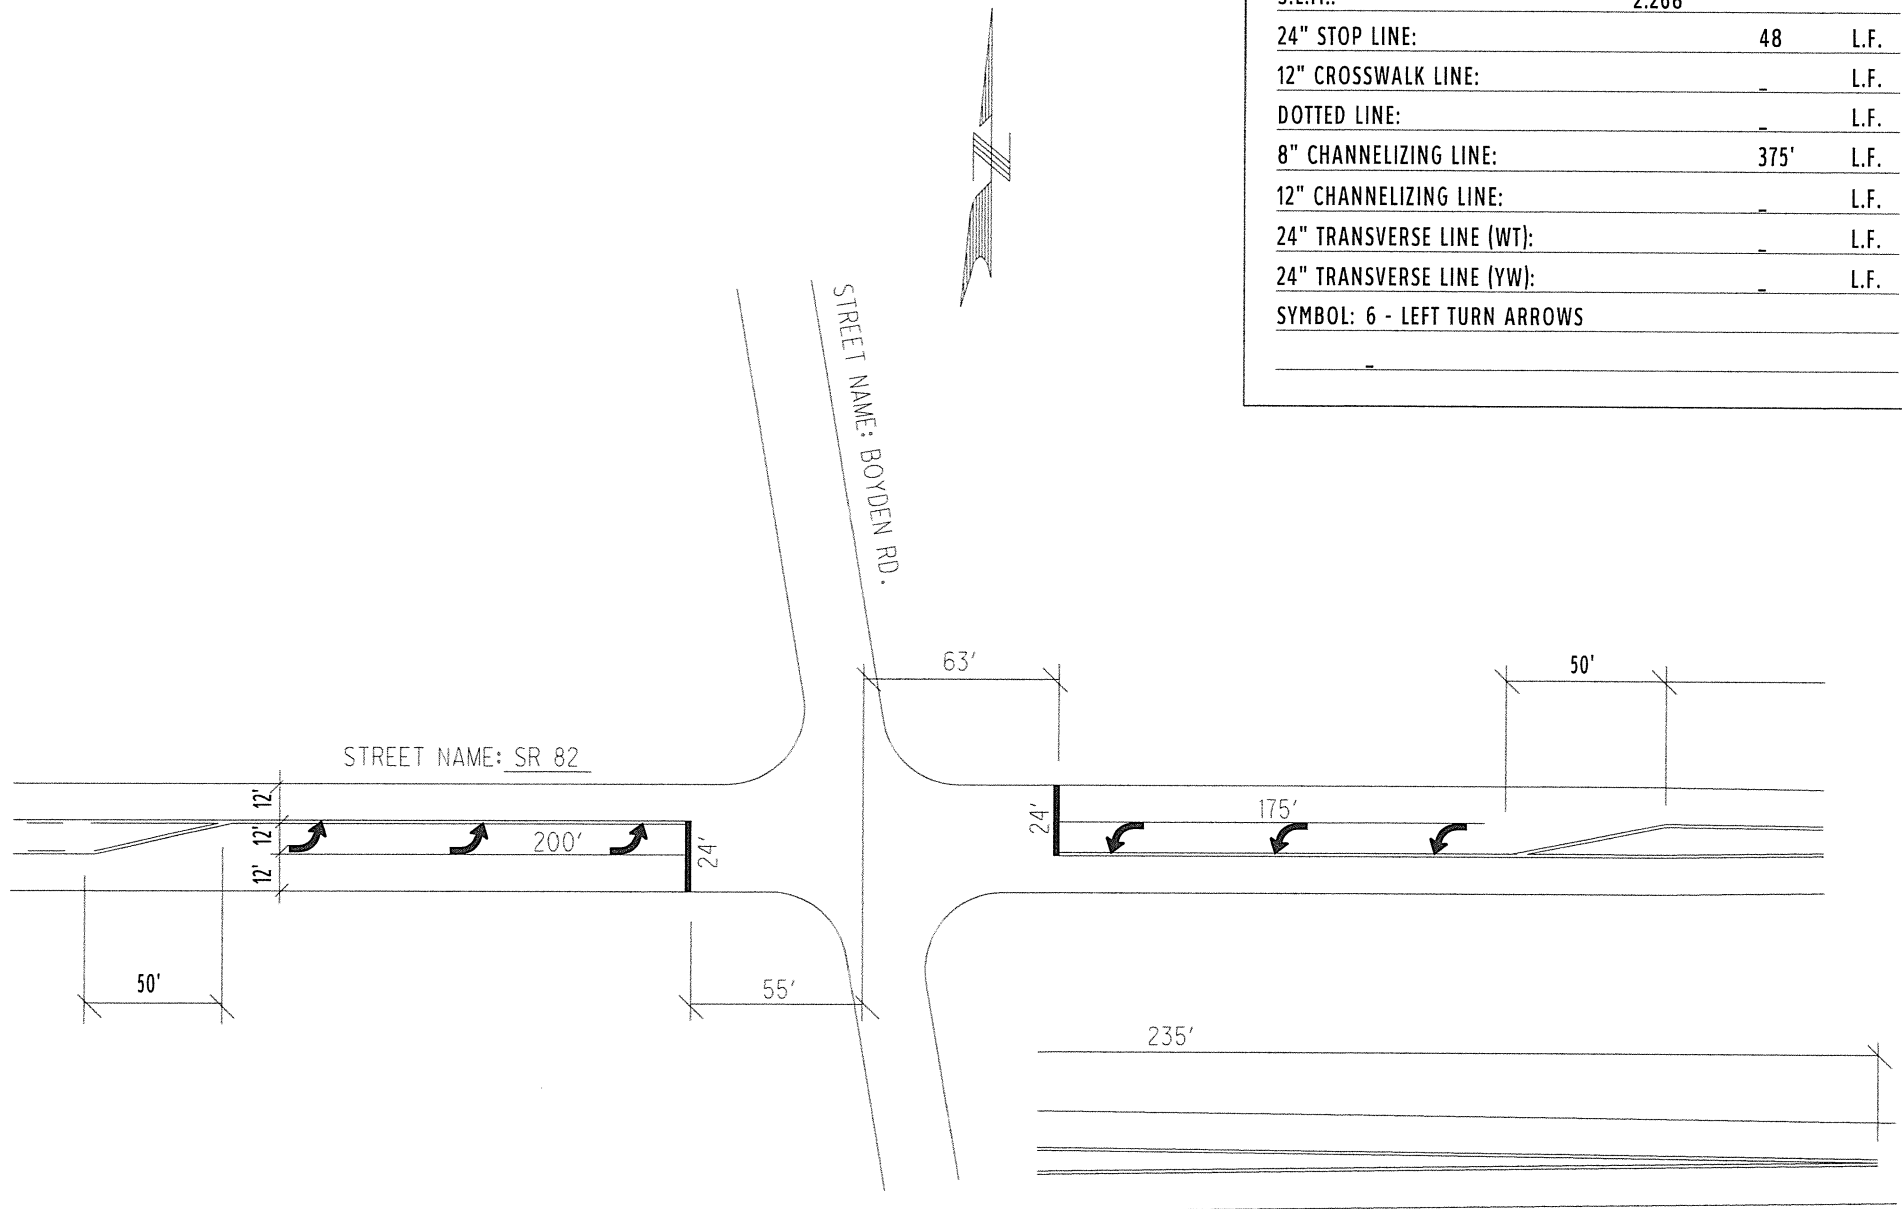 2.268
24" STOP LINE: 48 L.F.
12" CROSSWALK LINE: _ L.F.
DOTTED LINE: _ L.F.
8" CHANNELIZING LINE: 375' L.F.
12" CHANNELIZING LINE: _ L.F.
24" TRANSVERSE LINE (WT): _ L.F.
24" TRANSVERSE LINE (YW): _ L.F.
SYMBOL: 6 - LEFT TURN ARROWS
_
N
STREET NAME: BOYDEN RD.
63'
50'
STREET NAME: SR 82
12'
12'
12'
200'
24'
24'
175'
50'
55'
235'